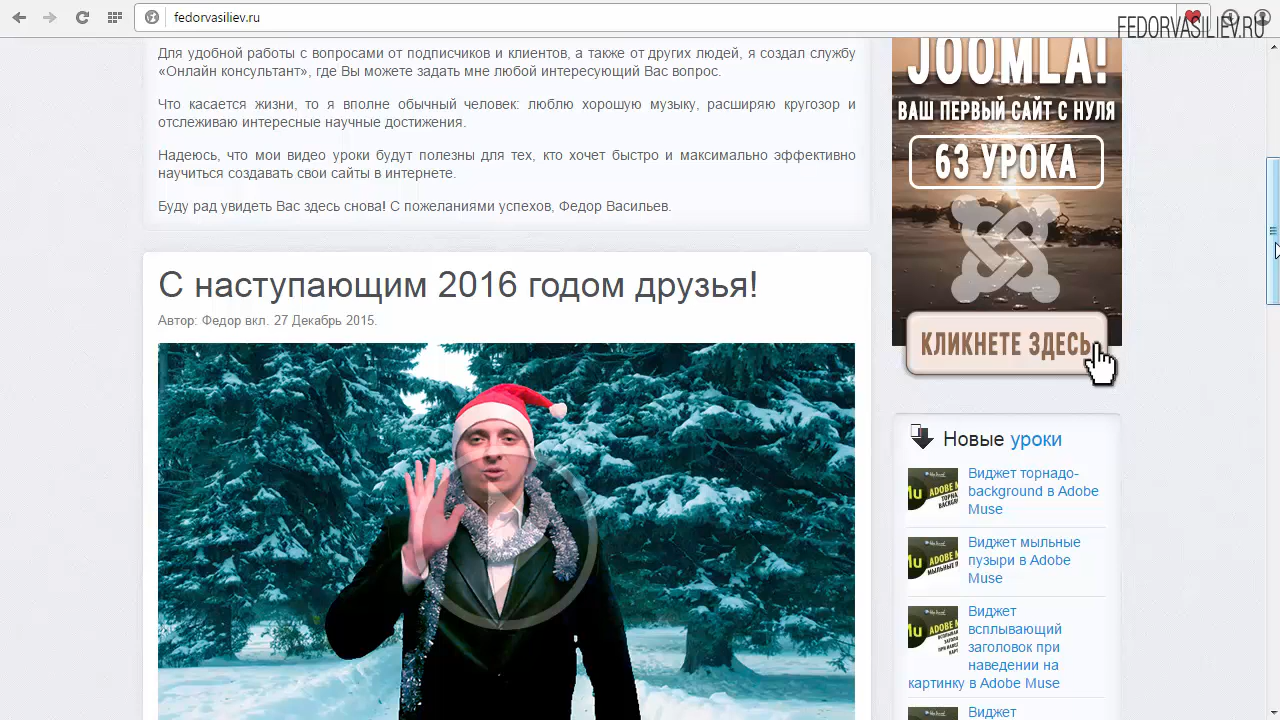 fedorvasiliev.ru
FEDORVASILIEV.RU
Для удобной работы с вопросами от подписчиков и клиентов, а также от других людей, я создал службу
«Онлайн консультант», где Вы можете задать мне любой интересующий Вас вопрос.
Что касается жизни, то я вполне обычный человек: люблю хорошую музыку, расширяю кругозор и
отслеживаю интересные научные достижения.
Надеюсь, что мои видео уроки будут полезны для тех, кто хочет быстро и максимально эффективно
научиться создавать свои сайты в интернете.
Буду рад увидеть Вас здесь снова! С пожеланиями успехов, Федор Васильев.
С наступающим 2016 годом друзья!
Автор: Федор вкл. 27 Декабрь 2015.
JOOMLA!
ВАШ ПЕРВЫЙ САЙТ С НУЛЯ
63 УРОКА
КЛИКНЕТЕ ЗДЕСЬ
Новые уроки
Виджет торнадо-
background в Adobe
Muse
Виджет мыльные
пузыри в Adobe
Muse
Виджет
всплывающий
заголовок при
наведении на
картинку в Adobe Muse
Виджет